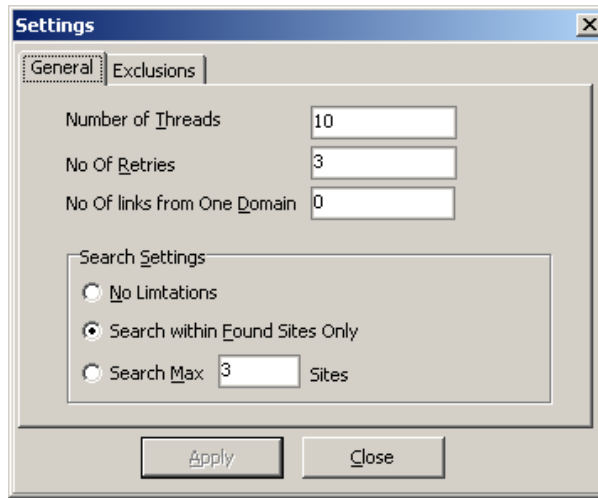 Settings
General Exclusions
Number of Threads 10
No Of Retries 3
No Of links from One Domain 0
Search Settings
No Limtations
Search within Found Sites Only
Search Max 3 Sites
Apply Close